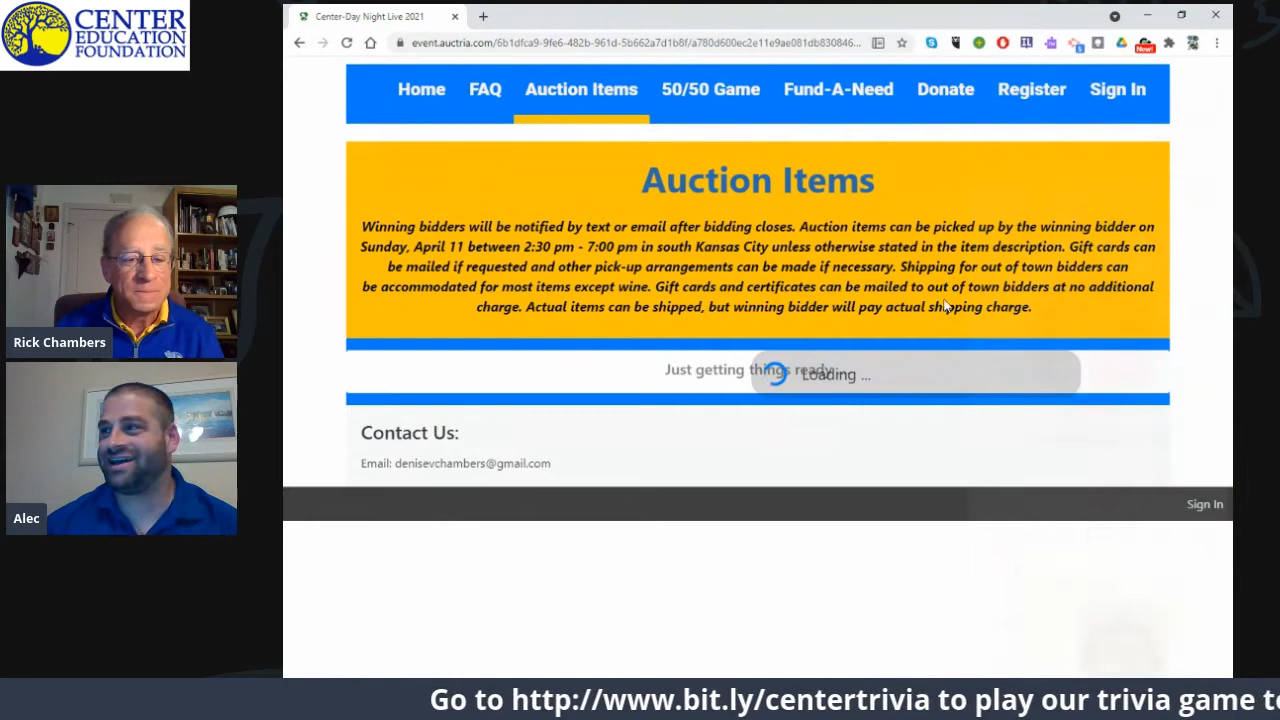 CENTER
EDUCATION
FOUNDATION
Center-Day Night Live 2021
event.auctria.com/6b1dfca9-9fe6-482b-961d-5b662a7d1b8f/a780d600ec2e11e9ae081db830846...
New!
Home FAQ Auction Items 50/50 Game Fund-A-Need Donate Register Sign In
Auction Items
Winning bidders will be notified by text or email after bidding closes. Auction items can be picked up by the winning bidder on
Sunday, April 11 between 2:30 pm - 7:00 pm in south Kansas City unless otherwise stated in the item description. Gift cards can
be mailed if requested and other pick-up arrangements can be made if necessary. Shipping for out of town bidders can
be accommodated for most items except wine. Gift cards and certificates can be mailed to out of town bidders at no additional
charge. Actual items can be shipped, but winning bidder will pay actual shipping charge.
Just getting things ready
Loading ...
Contact Us:
Email: denisevchambers@gmail.com
Sign In
Rick Chambers
Alec
Go to http://www.bit.ly/centertrivia to play our trivia game to